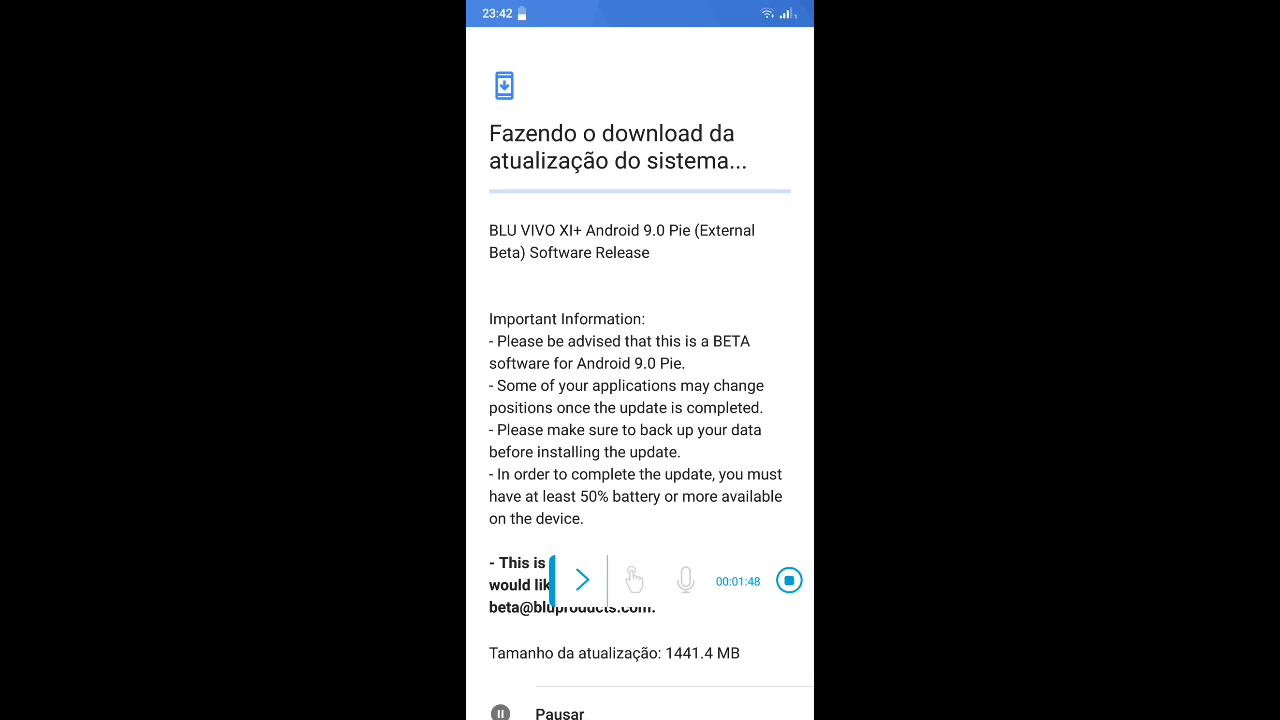 23:42
Fazendo o download da
atualização do sistema...
BLU VIVO XI+ Android 9.0 Pie (External
Beta) Software Release
Important Information:
- Please be advised that this is a BETA
software for Android 9.0 Pie.
- Some of your applications may change
positions once the update is completed.
- Please make sure to back up your data
before installing the update.
- In order to complete the update, you must
have at least 50% battery or more available
on the device.
- This is
would lik
00:01:48
beta@bluproducts.com.
Tamanho da atualização: 1441.4 MB
Pausar